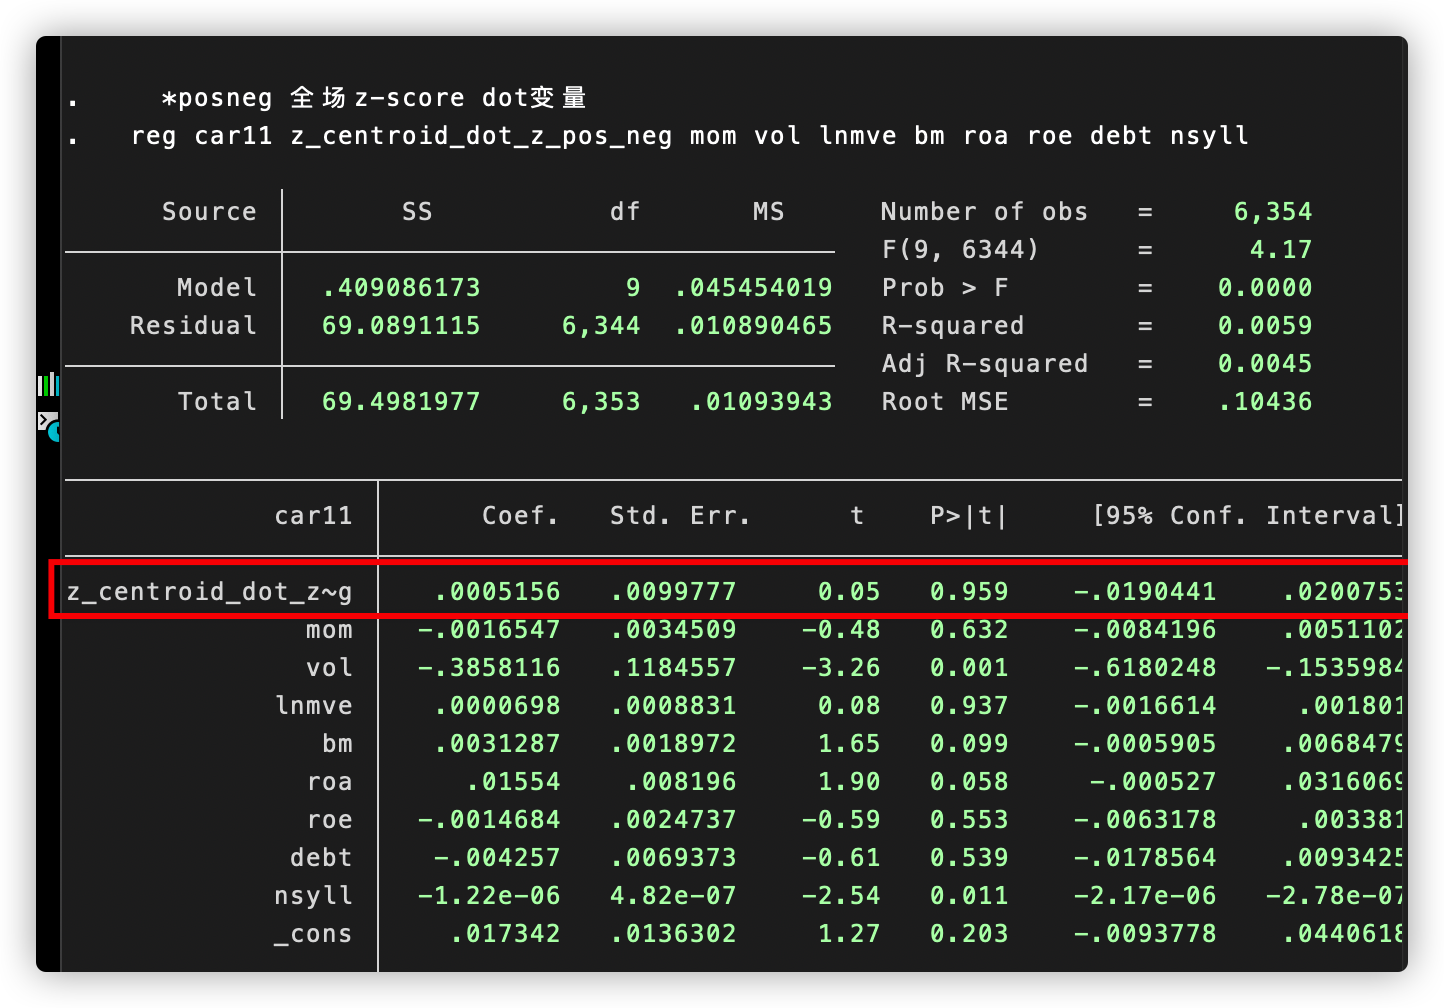 . *posneg 全场z-score dot变量
. reg car11 z_centroid_dot_z_pos_neg mom vol lnmve bm roa roe debt nsyll
Source SS df MS Number of obs = 6,354
F(9, 6344) = 4.17
Model .409086173 9 .045454019 Prob > F = 0.0000
Residual 69.0891115 6,344 .010890465 R-squared = 0.0059
Adj R-squared = 0.0045
Total 69.4981977 6,353 .01093943 Root MSE = .10436
car11 Coef. Std. Err. t P>|t| [95% Conf. Interval]
z_centroid_dot_z~g .0005156 .0099777 0.05 0.959 -.0190441 .0200753
mom -.0016547 .0034509 -0.48 0.632 -.0084196 .0051102
vol -.3858116 .1184557 -3.26 0.001 -.6180248 -.1535984
lnmve .0000698 .0008831 0.08 0.937 -.0016614 .001801
bm .0031287 .0018972 1.65 0.099 -.0005905 .0068479
roa .01554 .008196 1.90 0.058 -.000527 .0316069
roe -.0014684 .0024737 -0.59 0.553 -.0063178 .003381
debt -.004257 .0069373 -0.61 0.539 -.0178564 .0093425
nsyll -1.22e-06 4.82e-07 -2.54 0.011 -2.17e-06 -2.78e-07
_cons .017342 .0136302 1.27 0.203 -.0093778 .0440618